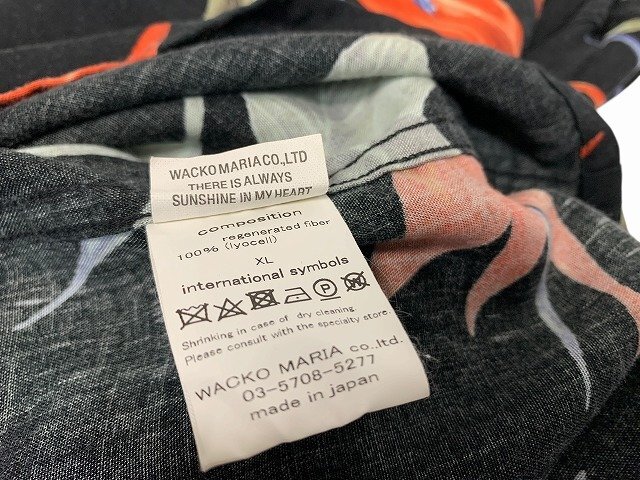 WACKO MARIA CO.,LTD
THERE IS ALWAYS
SUNSHINE IN MY HEART
composition
regenerated fiber
100% (lyocell)
XL
international symbols
P
Shrinking in case of dry cleaning
Please consult with the specialty store.
WACKO MARIA co.ltd.
03-5708-5277
made in japan